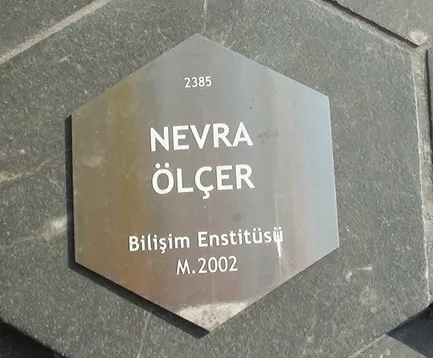 2385
NEVRA
ÖLÇER
Bilişim Enstitüsü
M.2002